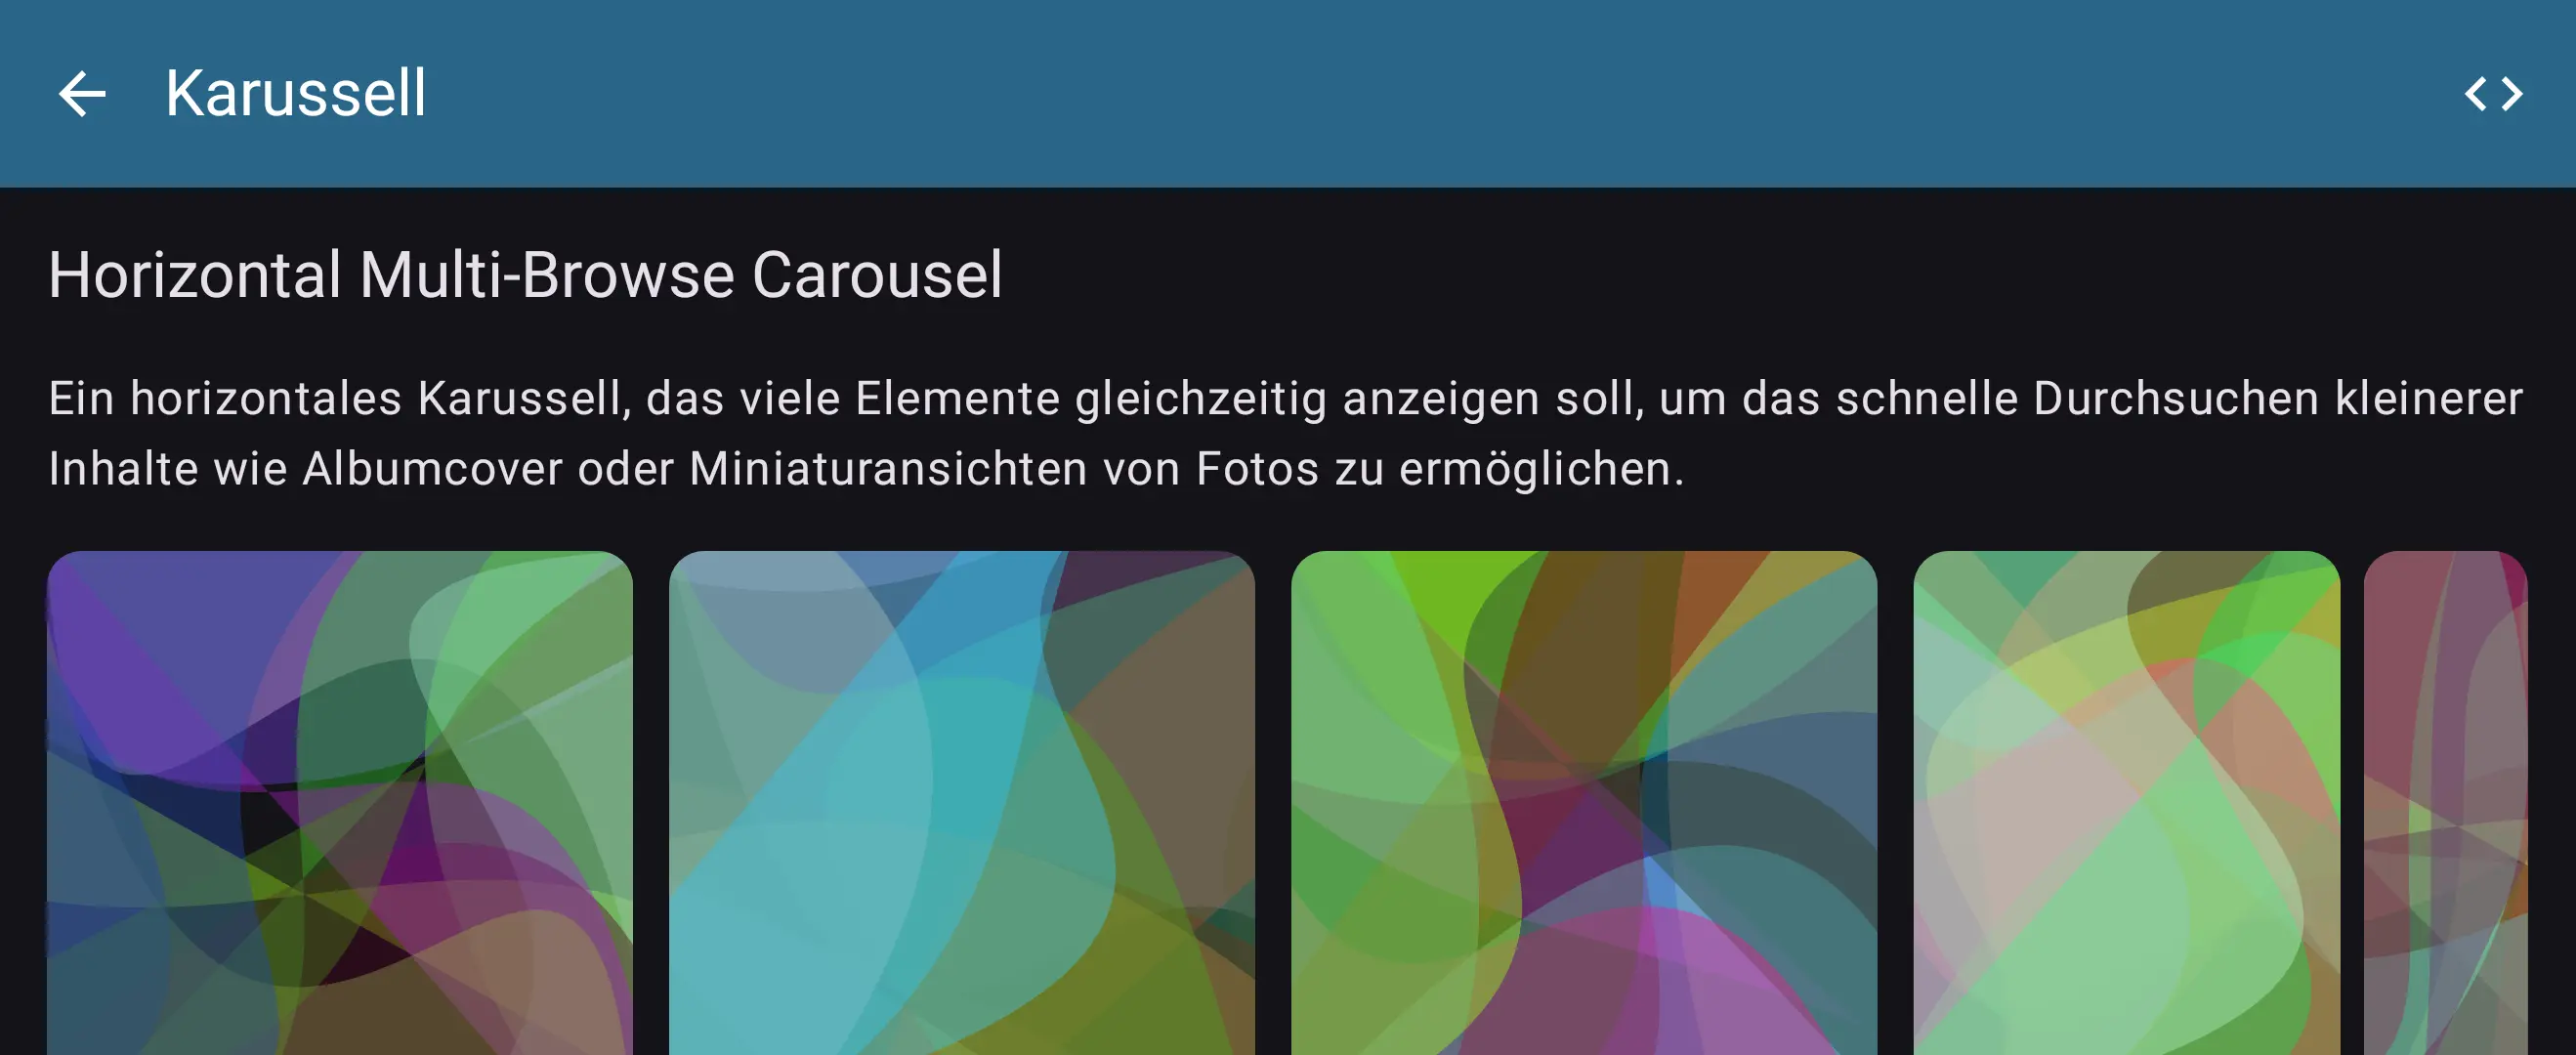 Karussell
Horizontal Multi-Browse Carousel
Ein horizontales Karussell, das viele Elemente gleichzeitig anzeigen soll, um das schnelle Durchsuchen kleinerer
Inhalte wie Albumcover oder Miniaturansichten von Fotos zu ermöglichen.